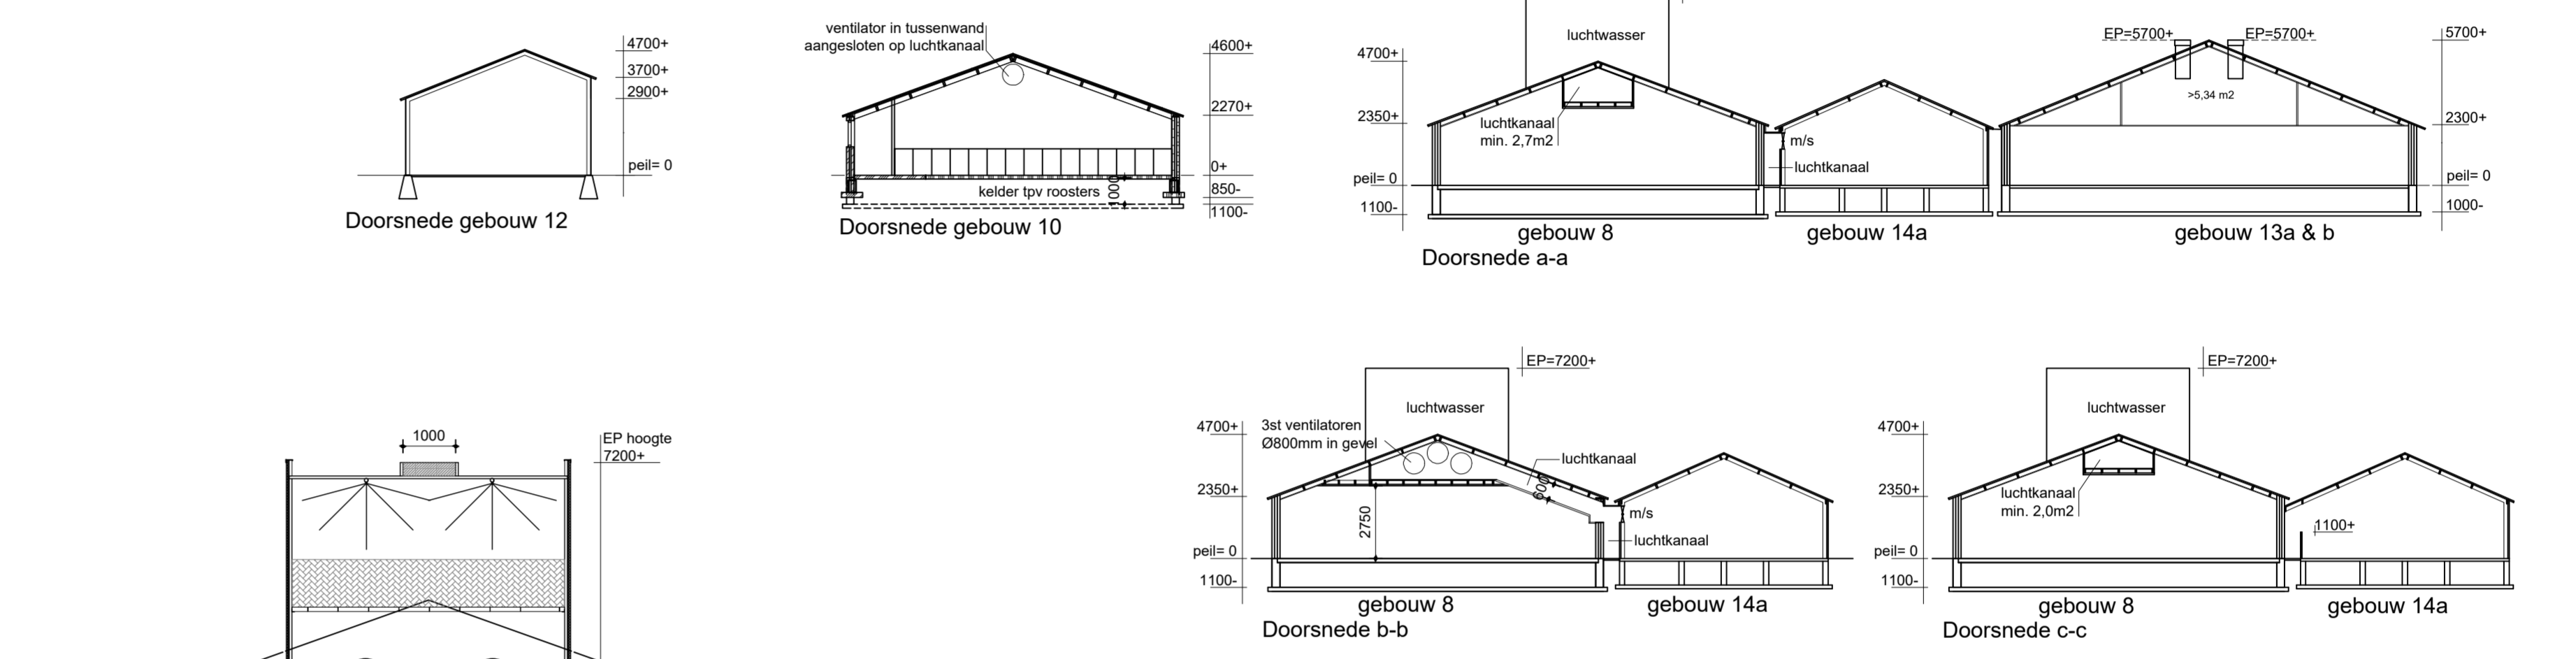 4700+
3700+
2900+
peil= 0
Doorsnede gebouw 12
ventilator in tussenwand
aangesloten op luchtkanaal
4600+
2270+
0+
850-
1100-
kelder tpv roosters
1000
Doorsnede gebouw 10
luchtwasser
4700+
2350+
peil= 0
1100-
luchtkanaal
min. 2,7m2
m/s
luchtkanaal
EP=5700+
EP=5700+
>5,34 m2
5700+
2300+
peil= 0
1000-
gebouw 8
gebouw 14a
gebouw 13a & b
Doorsnede a-a
1000
EP hoogte
7200+
EP=7200+
luchtwasser
3st ventilatoren
Ø800mm in gevel
4700+
2350+
peil= 0
1100-
2750
luchtkanaal
600
m/s
luchtkanaal
gebouw 8
gebouw 14a
Doorsnede b-b
EP=7200+
luchtwasser
4700+
2350+
peil= 0
1100-
luchtkanaal
min. 2,0m2
1100+
gebouw 8
gebouw 14a
Doorsnede c-c